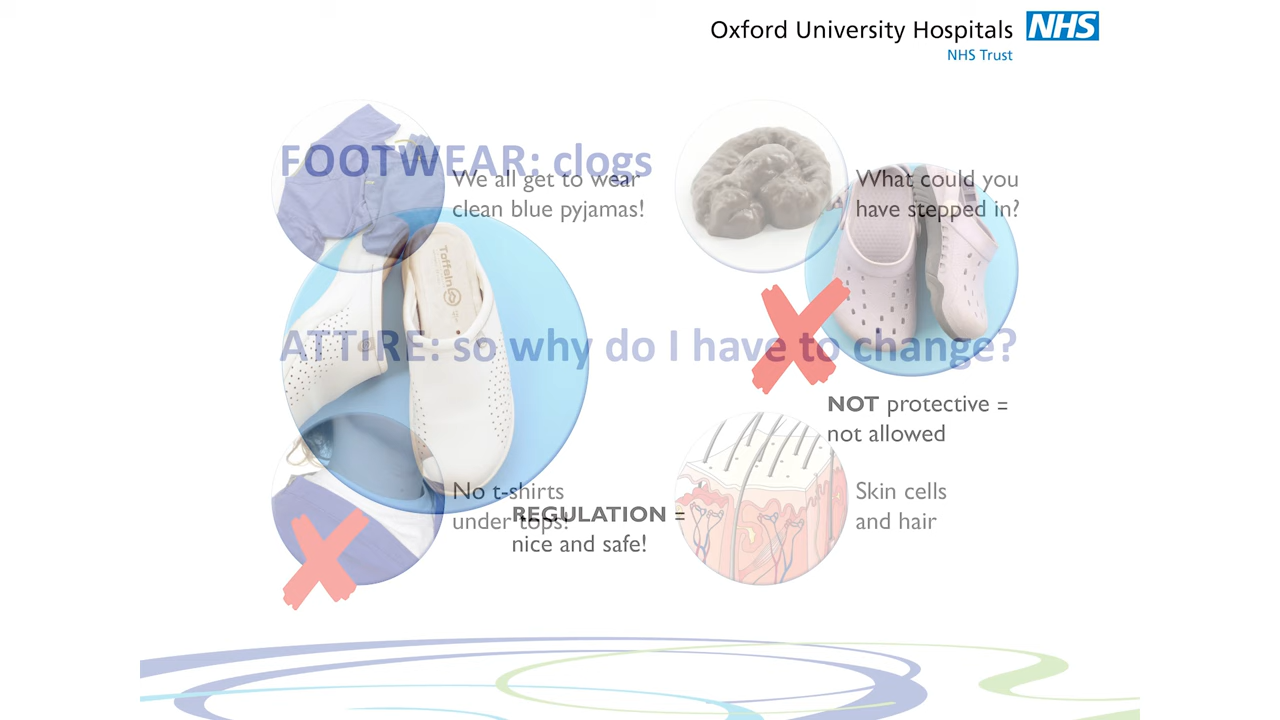 Oxford University Hospitals NHS
NHS Trust
FOOTWEAR: clogs
We all get to wear
clean blue pyjamas!
What could you
have stepped in?
Toffeln
ATTIRE: so why do I have to change?
NOT protective =
not allowed
No t-shirts
under tops!
REGULATION =
nice and safe!
Skin cells
and hair